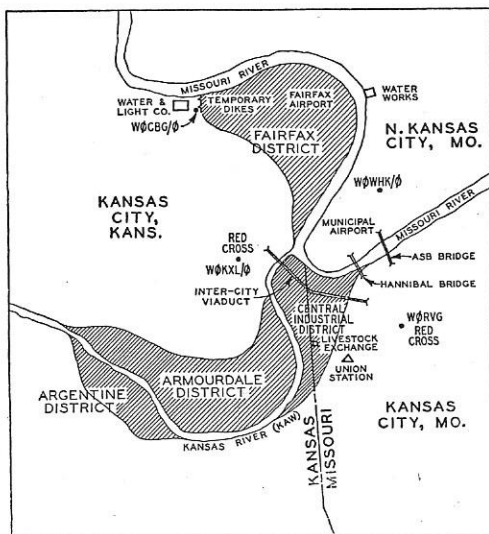 MISSOURI RIVER
WATER &
LIGHT CO.
TEMPORARY
DIKES
WØCBG/Ø
FAIRFAX
AIRPORT
FAIRFAX
DISTRICT
WATER
WORKS
N. KANSAS
CITY, MO.
WØWHK/Ø
KANSAS
CITY,
KANS.
MUNICIPAL
AIRPORT
MISSOURI RIVER
RED
CROSS
WØKXL/Ø
ASB BRIDGE
HANNIBAL BRIDGE
INTER-CITY
VIADUCT
CENTRAL
INDUSTRIAL
DISTRICT
WØRVG
RED
CROSS
LIVESTOCK
EXCHANGE
UNION
STATION
ARMOURDALE
DISTRICT
ARGENTINE
DISTRICT
KANSAS RIVER (KAW)
KANSAS
MISSOURI
KANSAS
CITY, MO.